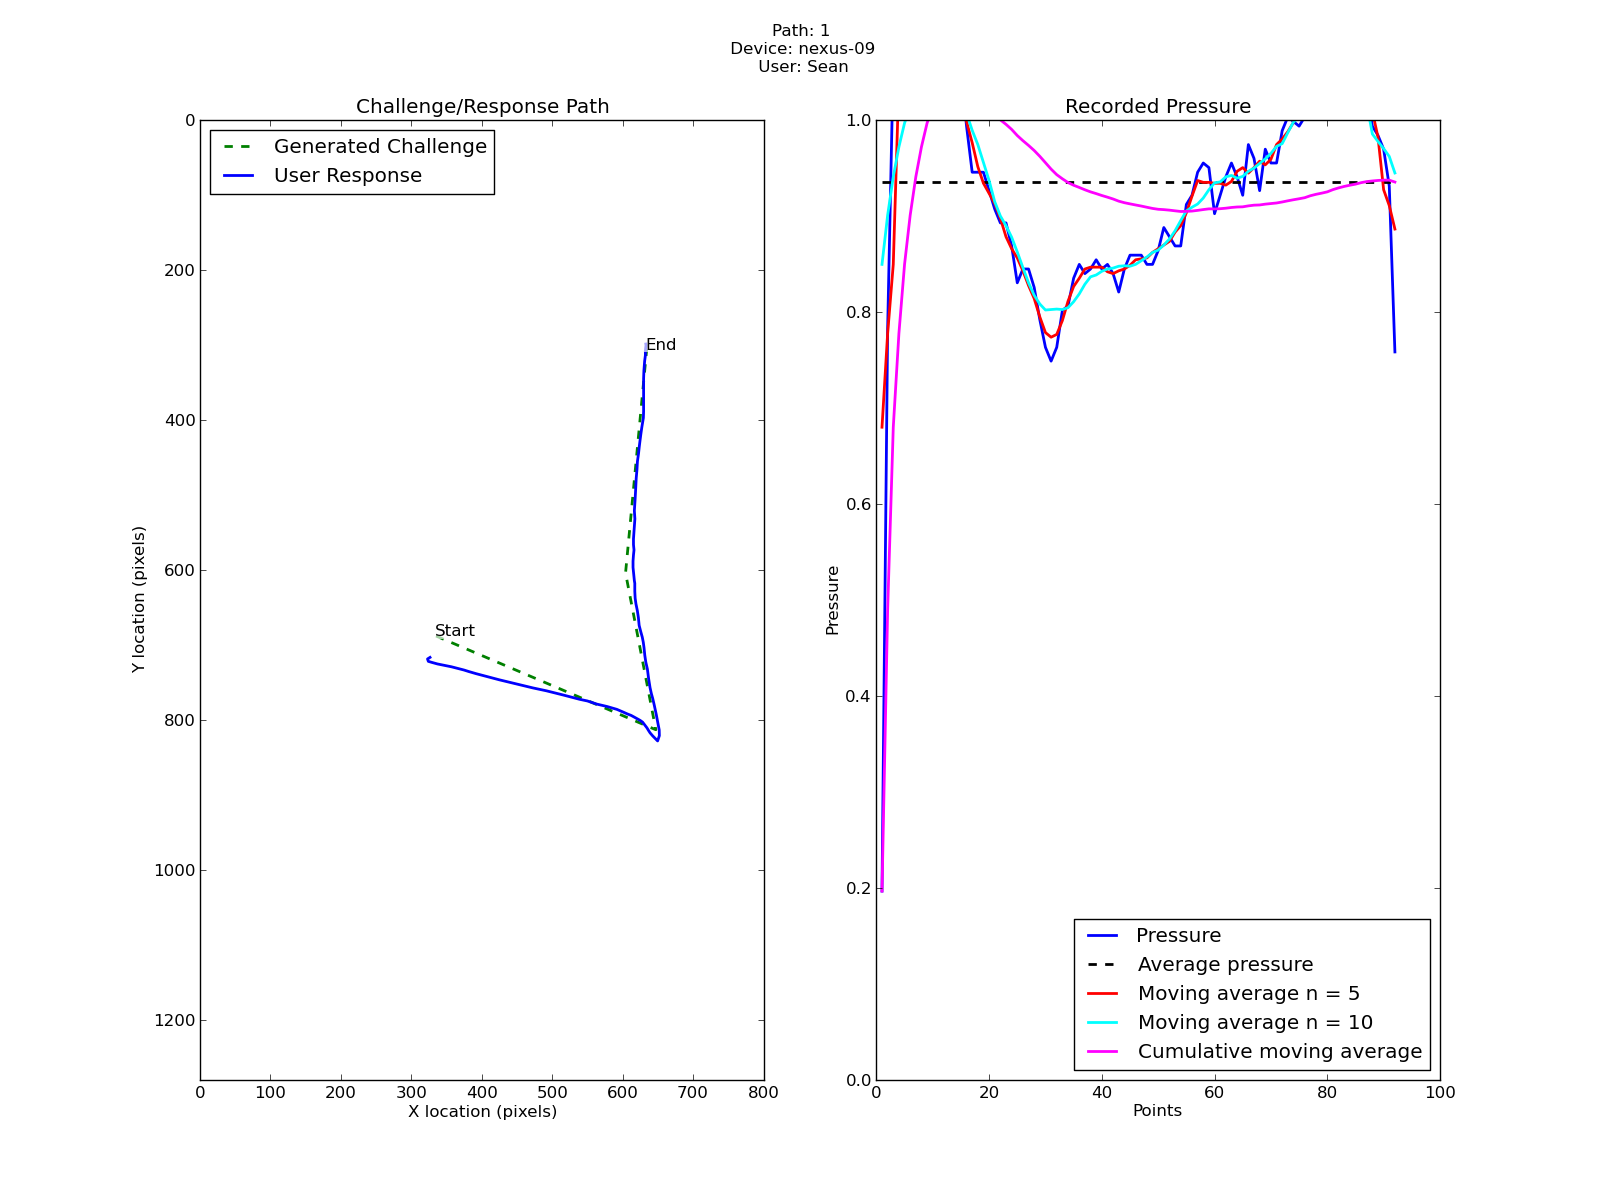 Path: 1
Device: nexus-09
User: Sean
Challenge/Response Path
Generated Challenge
User Response
0
200
400
600
800
1000
1200
Y location (pixels)
Start
End
0 100 200 300 400 500 600 700 800
X location (pixels)
Recorded Pressure
1.0
0.8
0.6
0.4
0.2
0.0
Pressure
Pressure
Average pressure
Moving average n = 5
Moving average n = 10
Cumulative moving average
0 20 40 60 80 100
Points